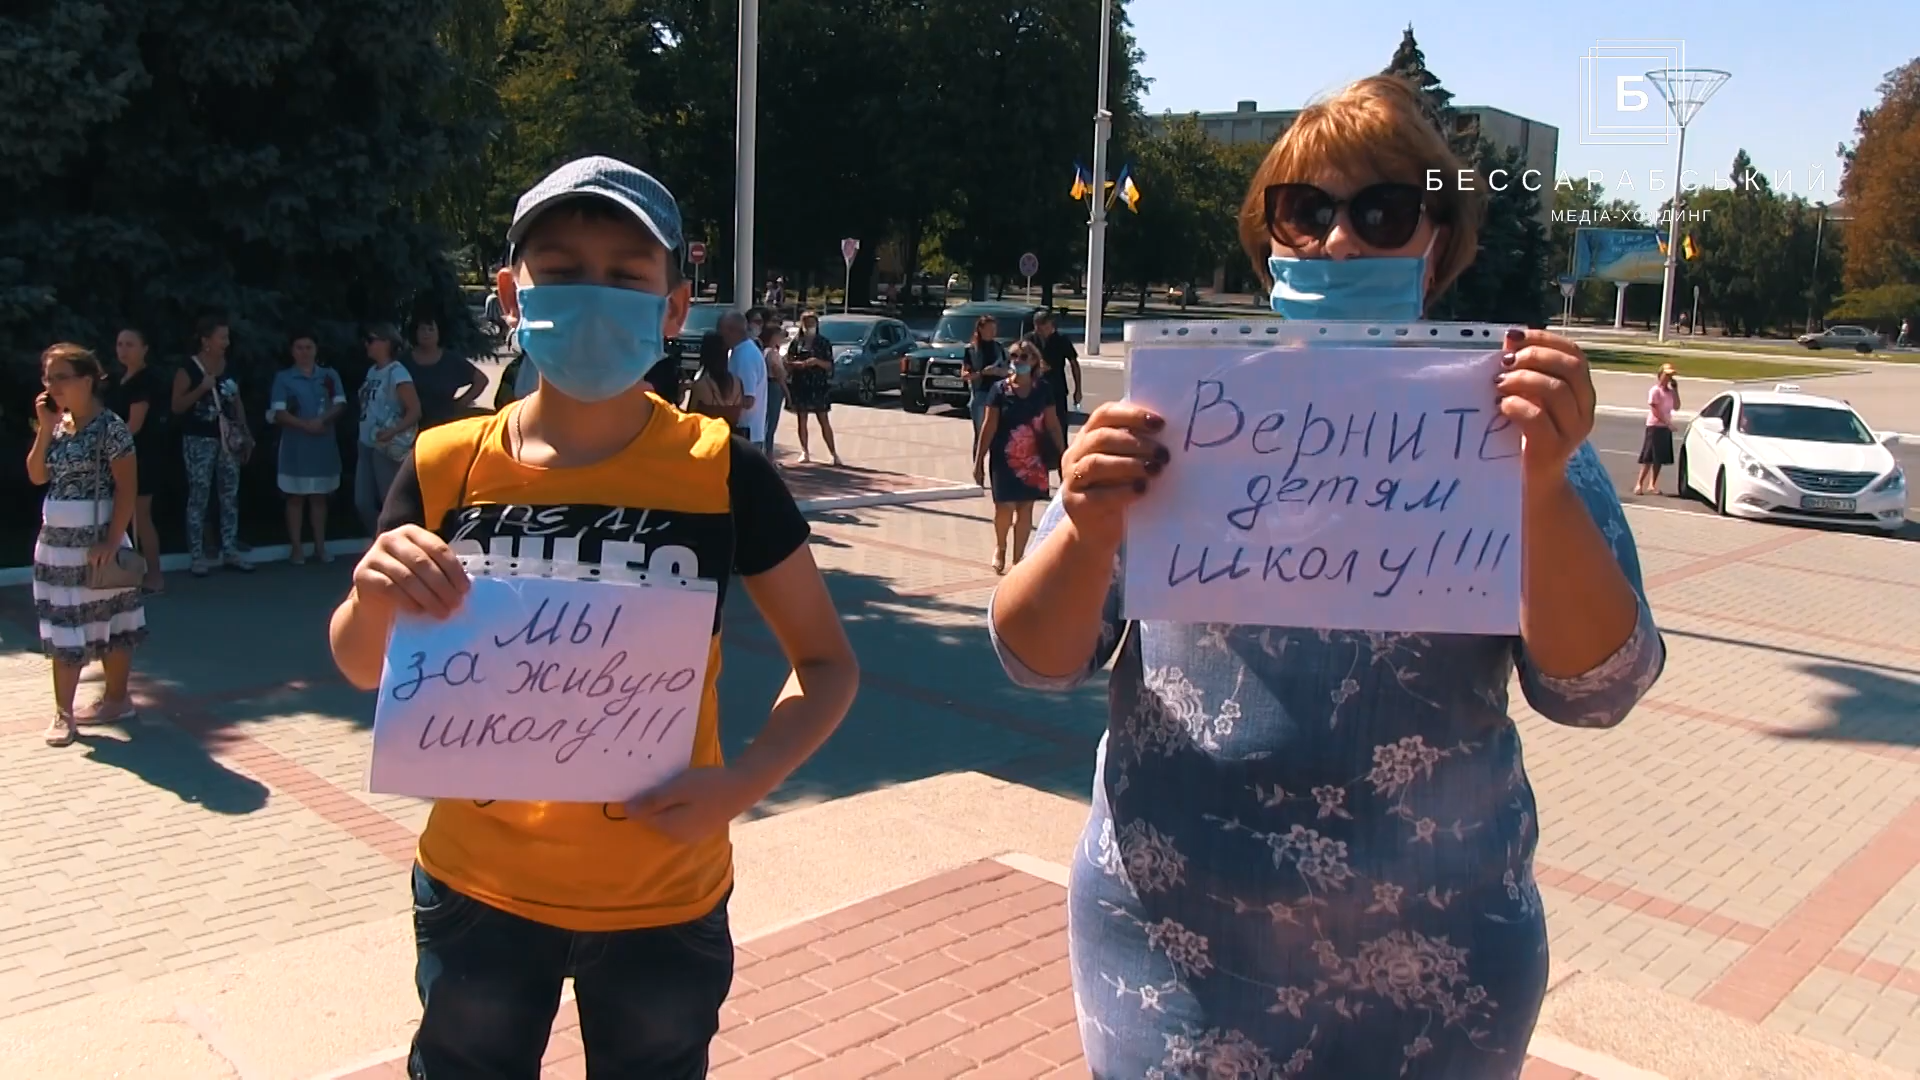 Б
БЕССАРАБСЬКИЙ
МЕДІА-ХОЛДИНГ
Мы
за живую
школу!!!
Верните
детям
школу!!!!